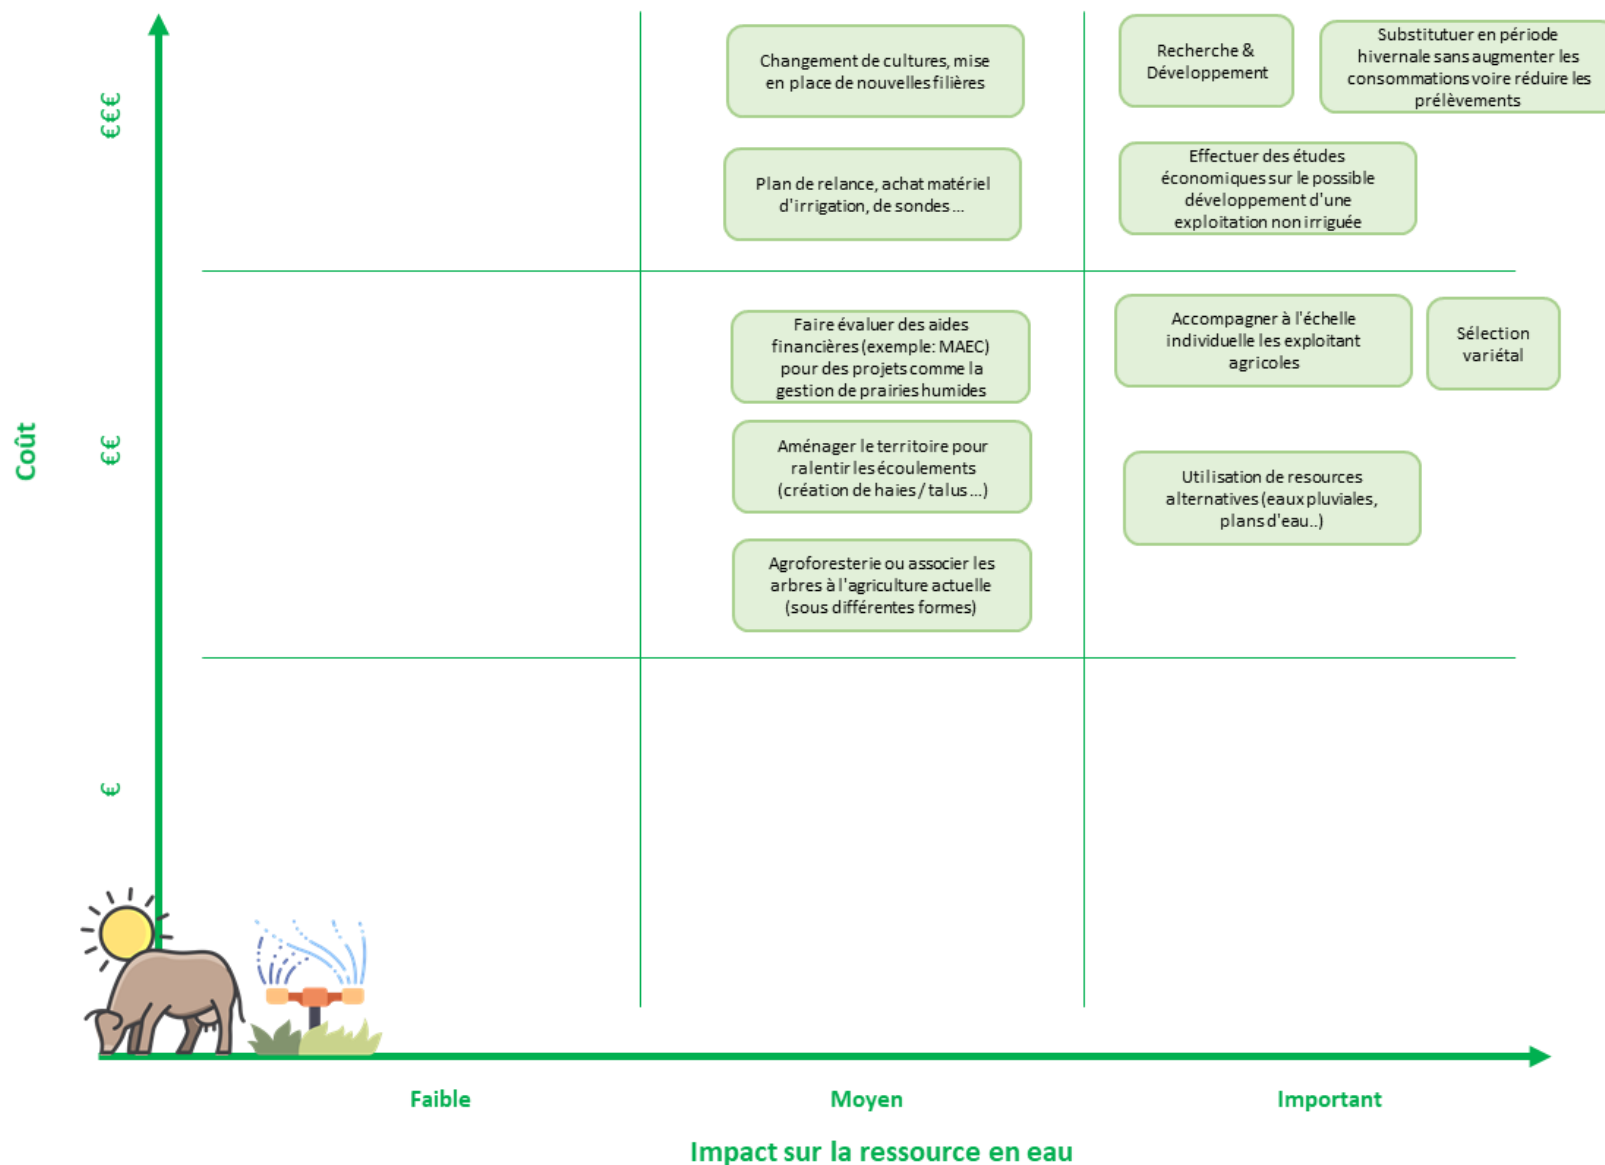 Changement de cultures, mise
en place de nouvelles filières
Recherche &
Développement
Substitutuer en période
hivernale sans augmenter les
consommations voire réduire les
prélèvements
€€€
Plan de relance, achat matériel
d'irrigation, de sondes ...
Effectuer des études
économiques sur le possible
développement d'une
exploitation non irriguée
Faire évaluer des aides
financières (exemple: MAEC)
pour des projets comme la
gestion de prairies humides
Accompagner à l'échelle
individuelle les exploitant
agricoles
Sélection
variétal
Coût
€€
Aménager le territoire pour
ralentir les écoulements
(création de haies / talus ...)
Utilisation de resources
alternatives (eaux pluviales,
plans d'eau..)
Agroforesterie ou associer les
arbres à l'agriculture actuelle
(sous différentes formes)
€
Faible
Moyen
Important
Impact sur la ressource en eau